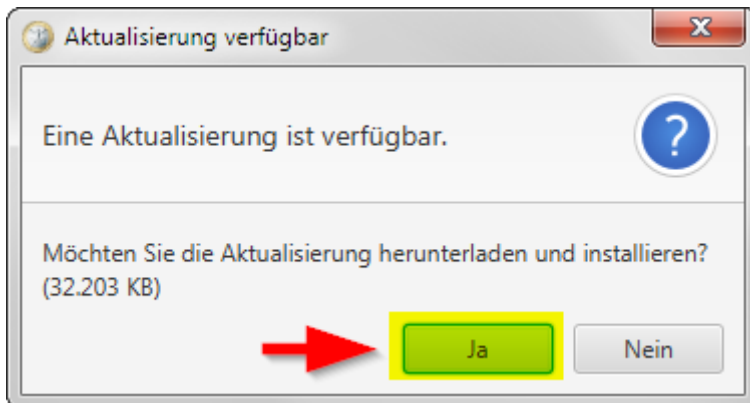 Aktualisierung verfügbar
Eine Aktualisierung ist verfügbar.
?
Möchten Sie die Aktualisierung herunterladen und installieren?
(32.203 KB)
Ja
Nein